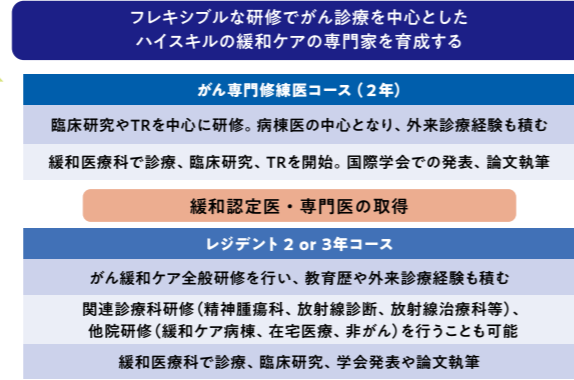 フレキシブルな研修でがん診療を中心とした
ハイスキルの緩和ケアの専門家を育成する
がん専門修練医コース（2年）
臨床研究やTRを中心に研修。病棟医の中心となり、外来診療経験も積む
緩和医療科で診療、臨床研究、TRを開始。国際学会での発表、論文執筆
緩和認定医・専門医の取得
レジデント 2 or 3年コース
がん緩和ケア全般研修を行い、教育歴や外来診療経験も積む
関連診療科研修（精神腫瘍科、放射線診断、放射線治療科等）、
他院研修（緩和ケア病棟、在宅医療、非がん）を行うことも可能
緩和医療科で診療、臨床研究、学会発表や論文執筆